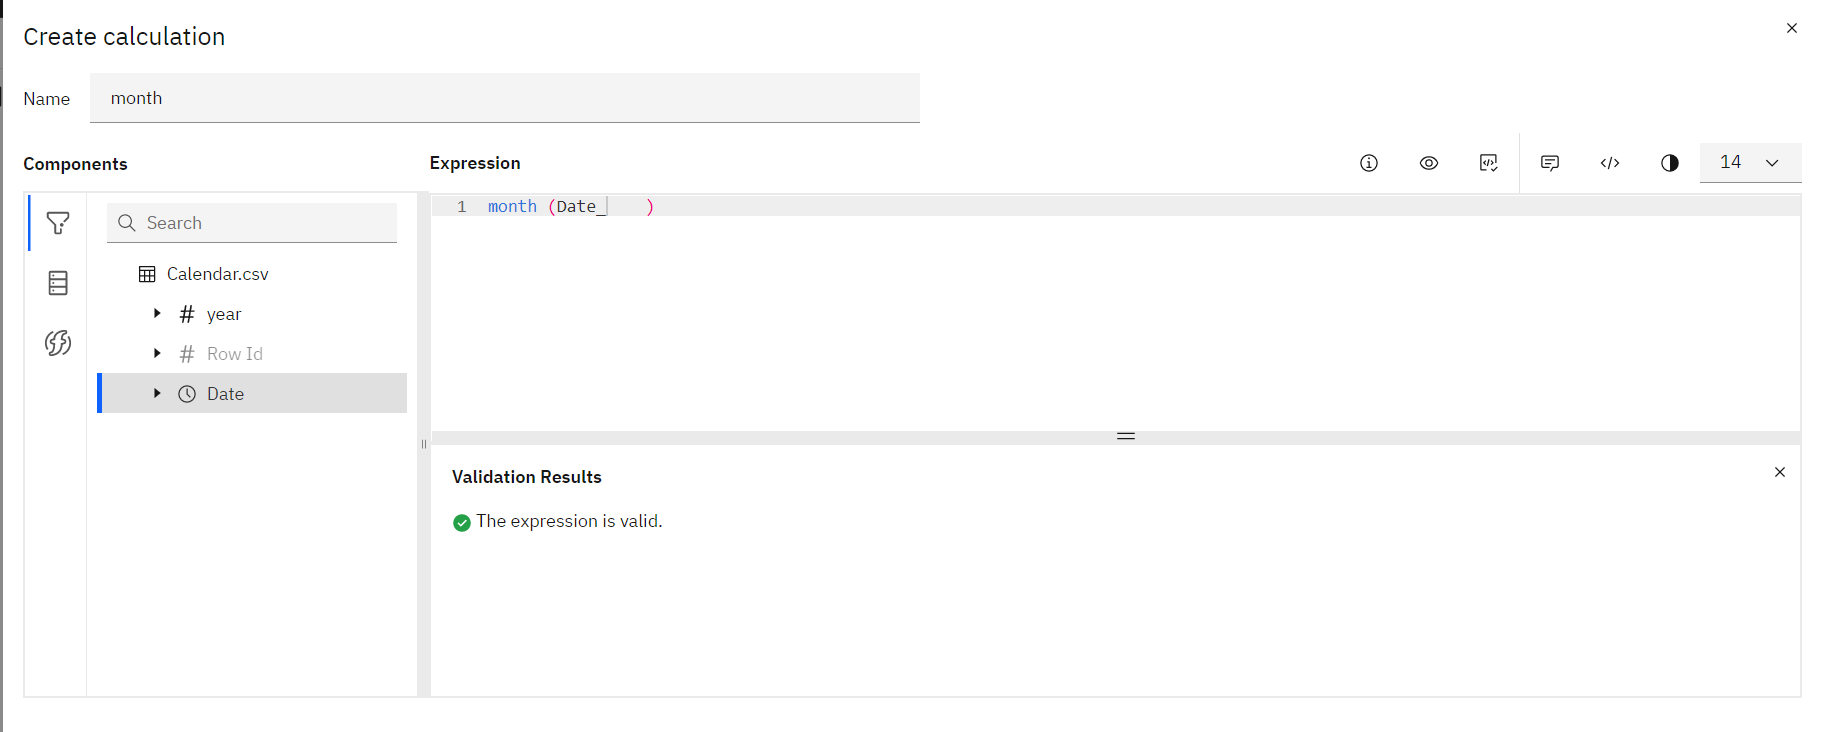 Create calculation
Name month
Components
Expression
14
Search
1 month (Date_ )
Calendar.csv
year
Row Id
Date
Validation Results
The expression is valid.